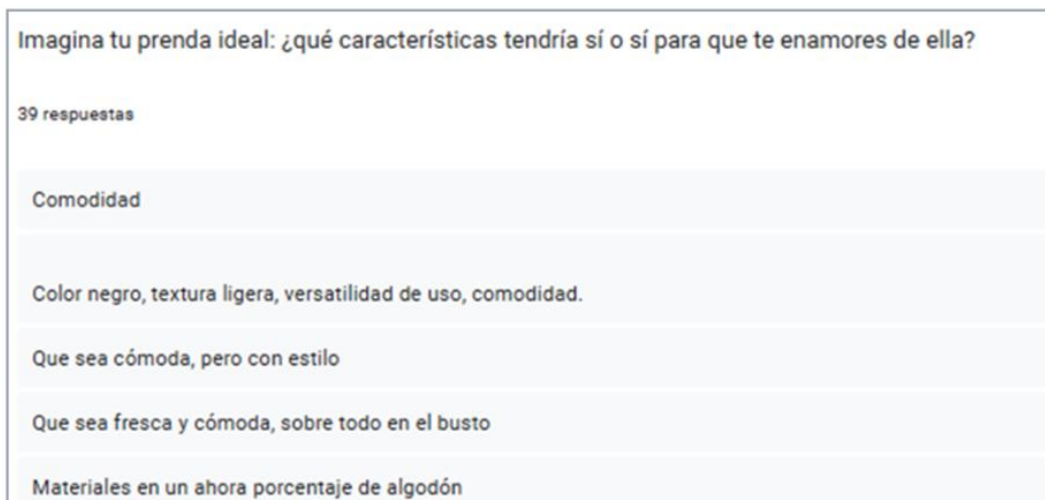 Imagina tu prenda ideal: ¿qué características tendría sí o sí para que te enamores de ella?
39 respuestas
Comodidad
Color negro, textura ligera, versatilidad de uso, comodidad.
Que sea cómoda, pero con estilo
Que sea fresca y cómoda, sobre todo en el busto
Materiales en un ahora porcentaje de algodón